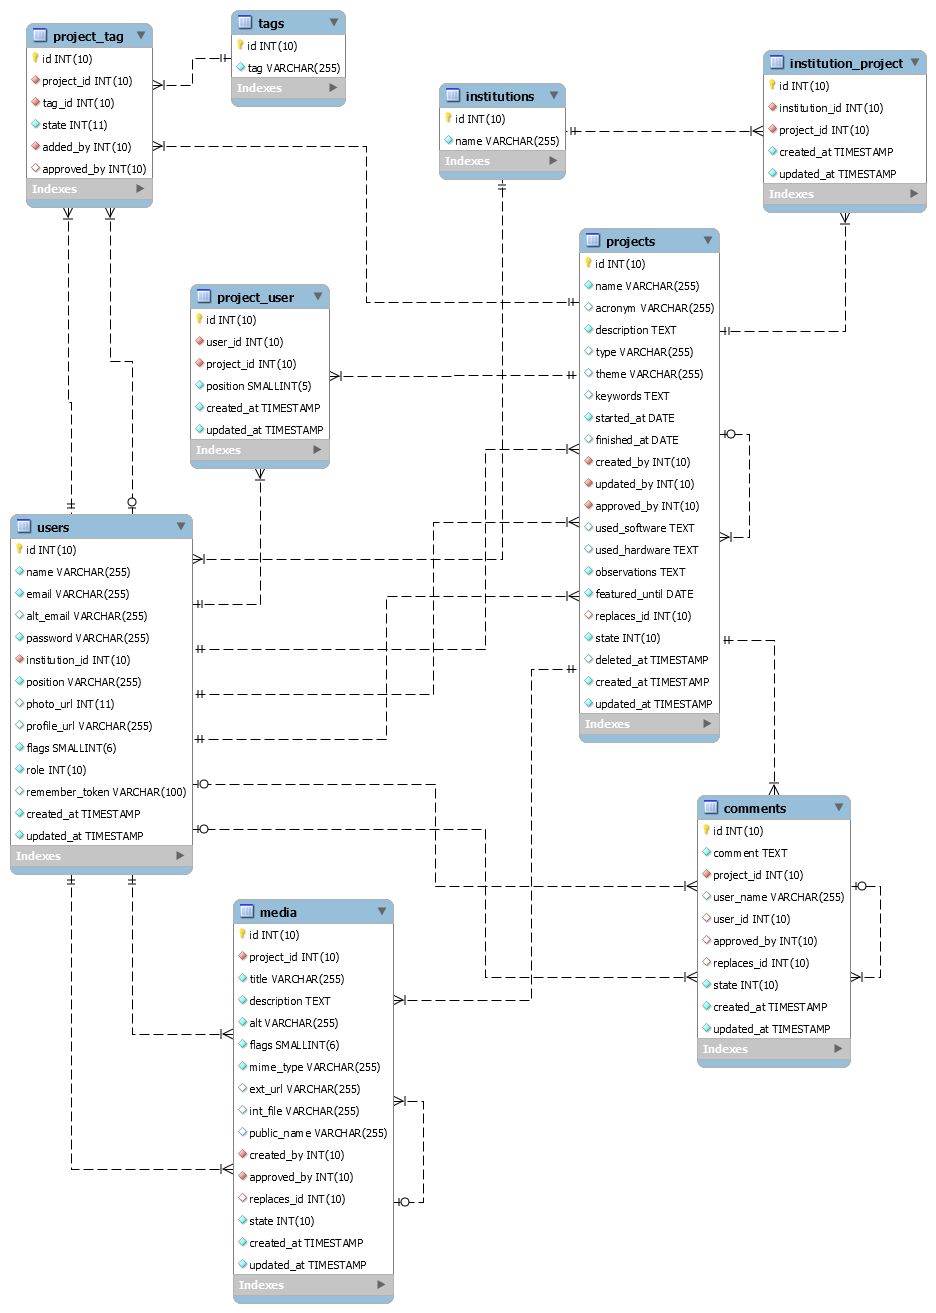 project_tag
id INT(10)
project_id INT(10)
tag_id INT(10)
state INT(11)
added_by INT(10)
approved_by INT(10)
Indexes
tags
id INT(10)
tag VARCHAR(255)
Indexes
institutions
id INT(10)
name VARCHAR(255)
Indexes
institution_project
id INT(10)
institution_id INT(10)
project_id INT(10)
created_at TIMESTAMP
updated_at TIMESTAMP
Indexes
project_user
id INT(10)
user_id INT(10)
project_id INT(10)
position SMALLINT(5)
created_at TIMESTAMP
updated_at TIMESTAMP
Indexes
projects
id INT(10)
name VARCHAR(255)
acronym VARCHAR(255)
description TEXT
type VARCHAR(255)
theme VARCHAR(255)
keywords TEXT
started_at DATE
finished_at DATE
created_by INT(10)
updated_by INT(10)
approved_by INT(10)
used_software TEXT
used_hardware TEXT
observations TEXT
featured_until DATE
replaces_id INT(10)
state INT(10)
deleted_at TIMESTAMP
created_at TIMESTAMP
updated_at TIMESTAMP
Indexes
users
id INT(10)
name VARCHAR(255)
email VARCHAR(255)
alt_email VARCHAR(255)
password VARCHAR(255)
institution_id INT(10)
position VARCHAR(255)
photo_url INT(11)
profile_url VARCHAR(255)
flags SMALLINT(6)
role INT(10)
remember_token VARCHAR(100)
created_at TIMESTAMP
updated_at TIMESTAMP
Indexes
comments
id INT(10)
comment TEXT
project_id INT(10)
user_name VARCHAR(255)
user_id INT(10)
approved_by INT(10)
replaces_id INT(10)
state INT(10)
created_at TIMESTAMP
updated_at TIMESTAMP
Indexes
media
id INT(10)
project_id INT(10)
title VARCHAR(255)
description TEXT
alt VARCHAR(255)
flags SMALLINT(6)
mime_type VARCHAR(255)
ext_url VARCHAR(255)
int_file VARCHAR(255)
public_name VARCHAR(255)
created_by INT(10)
approved_by INT(10)
replaces_id INT(10)
state INT(10)
created_at TIMESTAMP
updated_at TIMESTAMP
Indexes